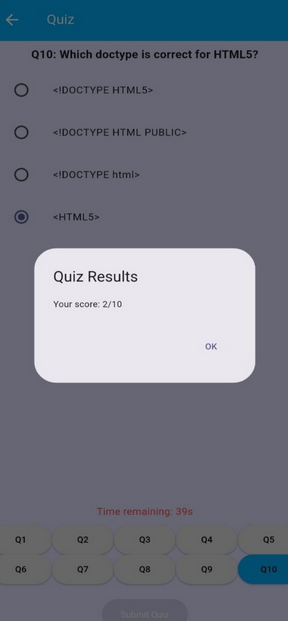 Quiz
Q10: Which doctype is correct for HTML5?
<!DOCTYPE HTML5>
<!DOCTYPE HTML PUBLIC>
<!DOCTYPE html>
<HTML5>
Quiz Results
Your score: 2/10
OK
Time remaining: 39s
Q1 Q2 Q3 Q4 Q5
Q6 Q7 Q8 Q9 Q10
Submit Quiz